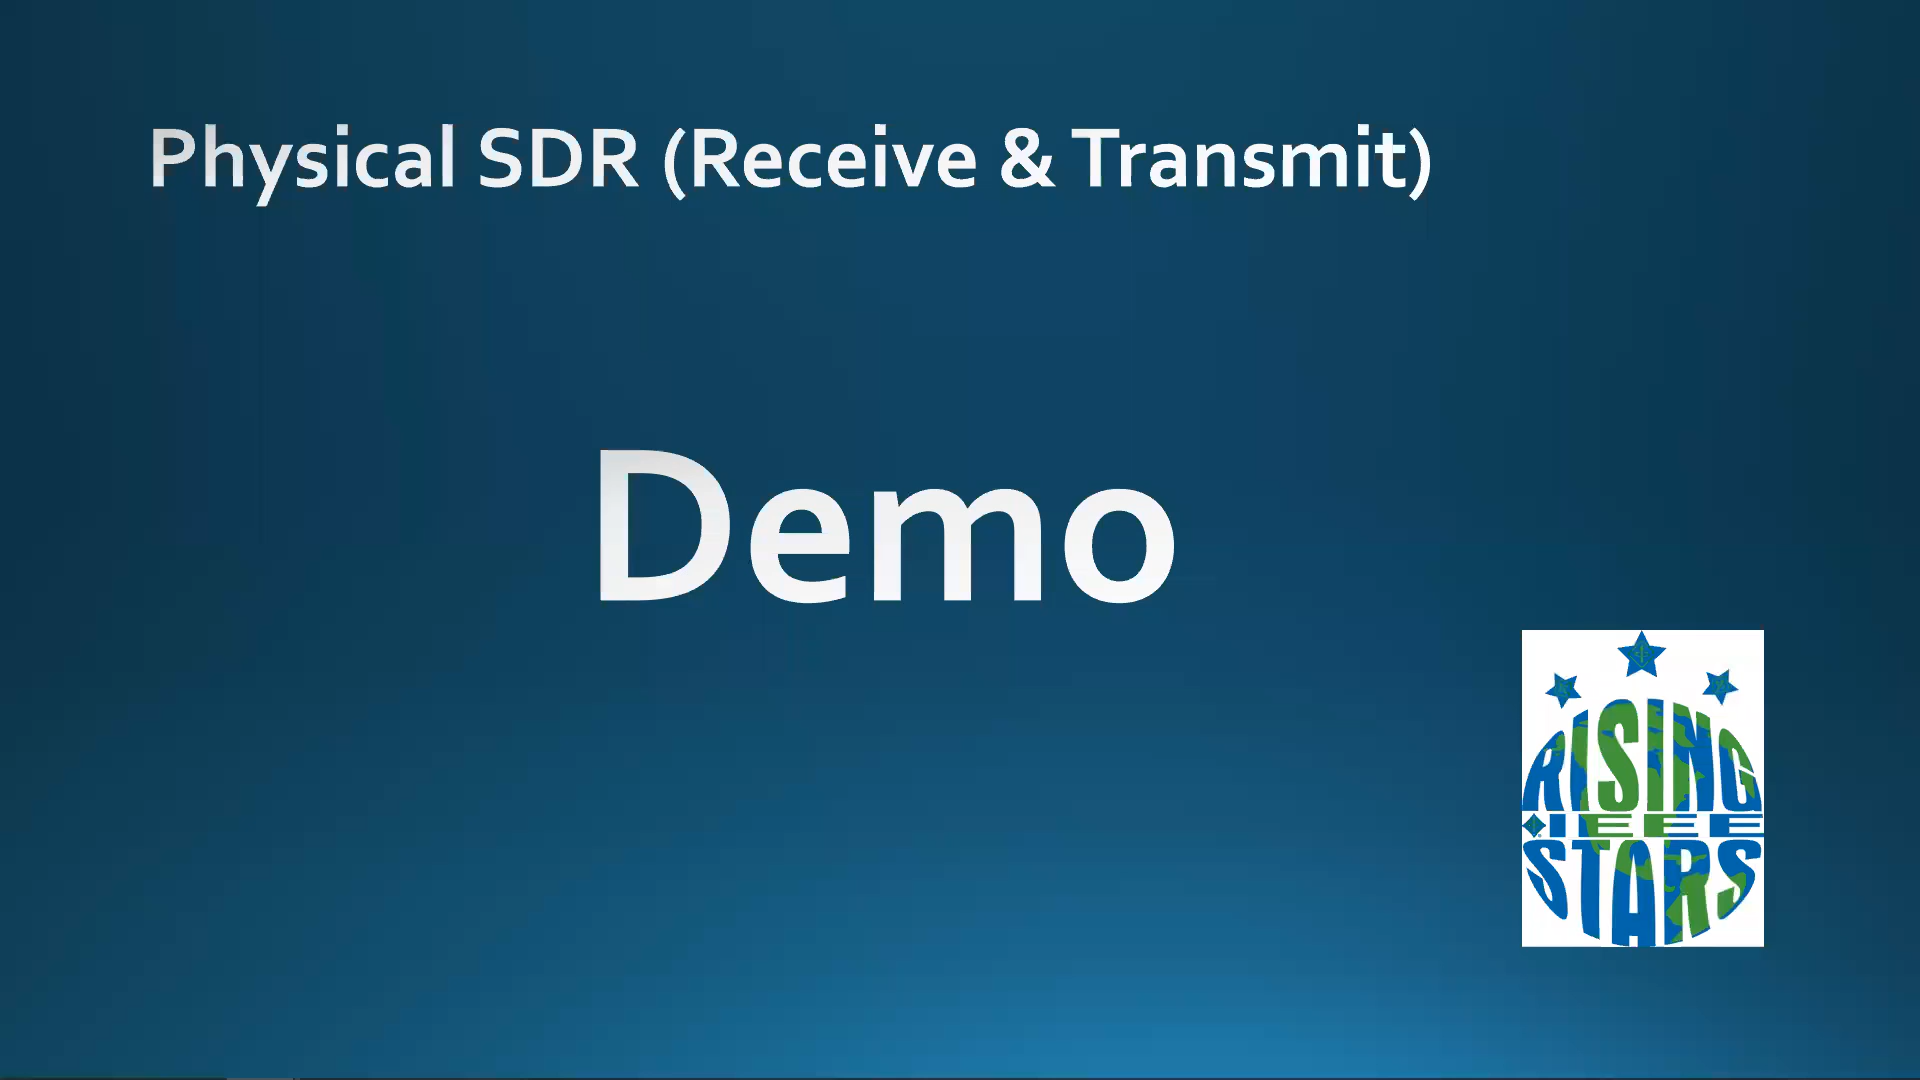 Physical SDR (Receive & Transmit)
Demo
RISING
IEEE
STARS